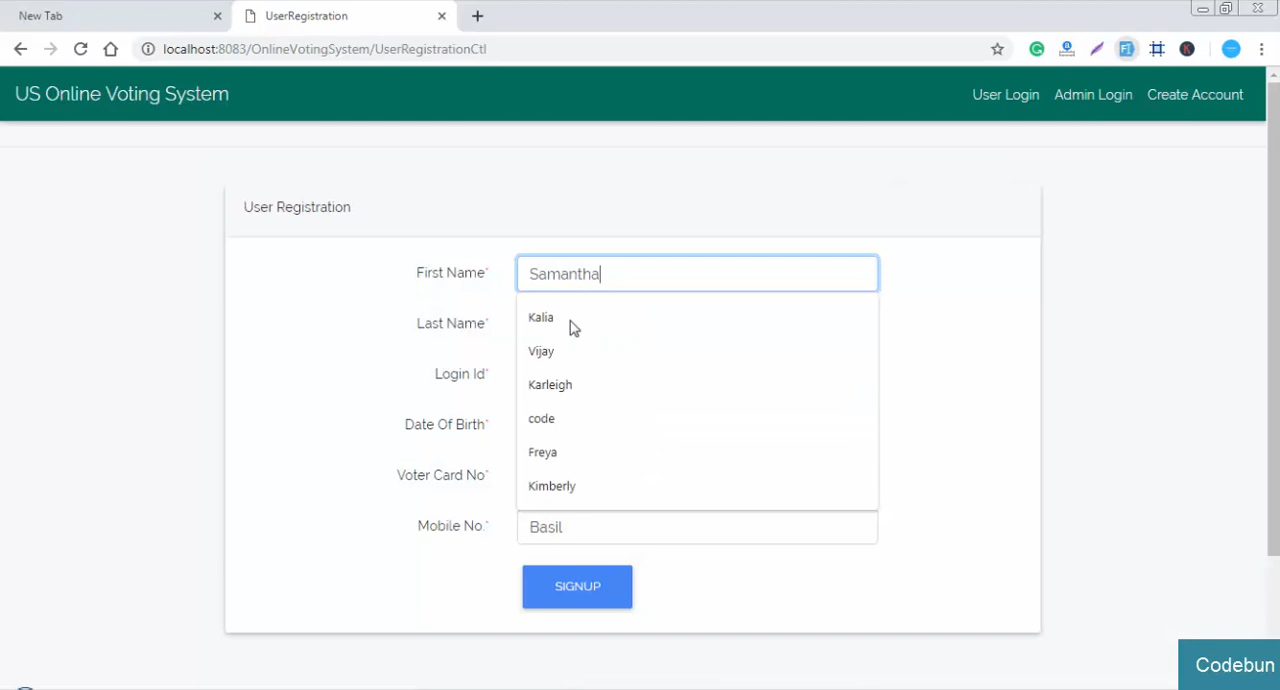 New Tab
UserRegistration
localhost:8083/OnlineVotingSystem/UserRegistrationCtl
US Online Voting System
User Login Admin Login Create Account
User Registration
First Name* Samantha
Kalia
Last Name*
Vijay
Login Id*
Karleigh
code
Date Of Birth*
Freya
Voter Card No*
Kimberly
Mobile No.* Basil
SIGNUP
Codebun